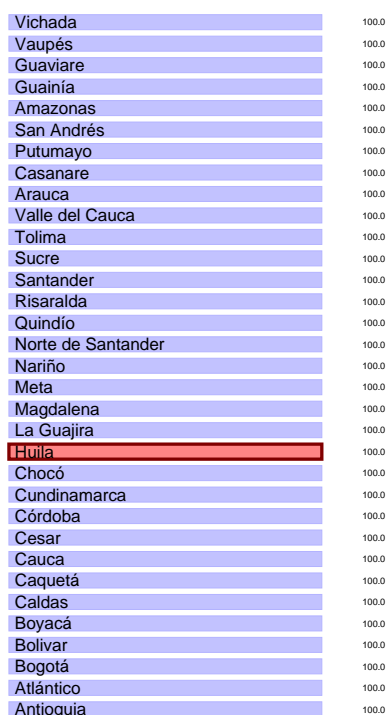 Vichada 100.0
Vaupés 100.0
Guaviare 100.0
Guainía 100.0
Amazonas 100.0
San Andrés 100.0
Putumayo 100.0
Casanare 100.0
Arauca 100.0
Valle del Cauca 100.0
Tolima 100.0
Sucre 100.0
Santander 100.0
Risaralda 100.0
Quindío 100.0
Norte de Santander 100.0
Nariño 100.0
Meta 100.0
Magdalena 100.0
La Guajira 100.0
Huila 100.0
Chocó 100.0
Cundinamarca 100.0
Córdoba 100.0
Cesar 100.0
Cauca 100.0
Caquetá 100.0
Caldas 100.0
Boyacá 100.0
Bolivar 100.0
Bogotá 100.0
Atlántico 100.0
Antioquia 100.0